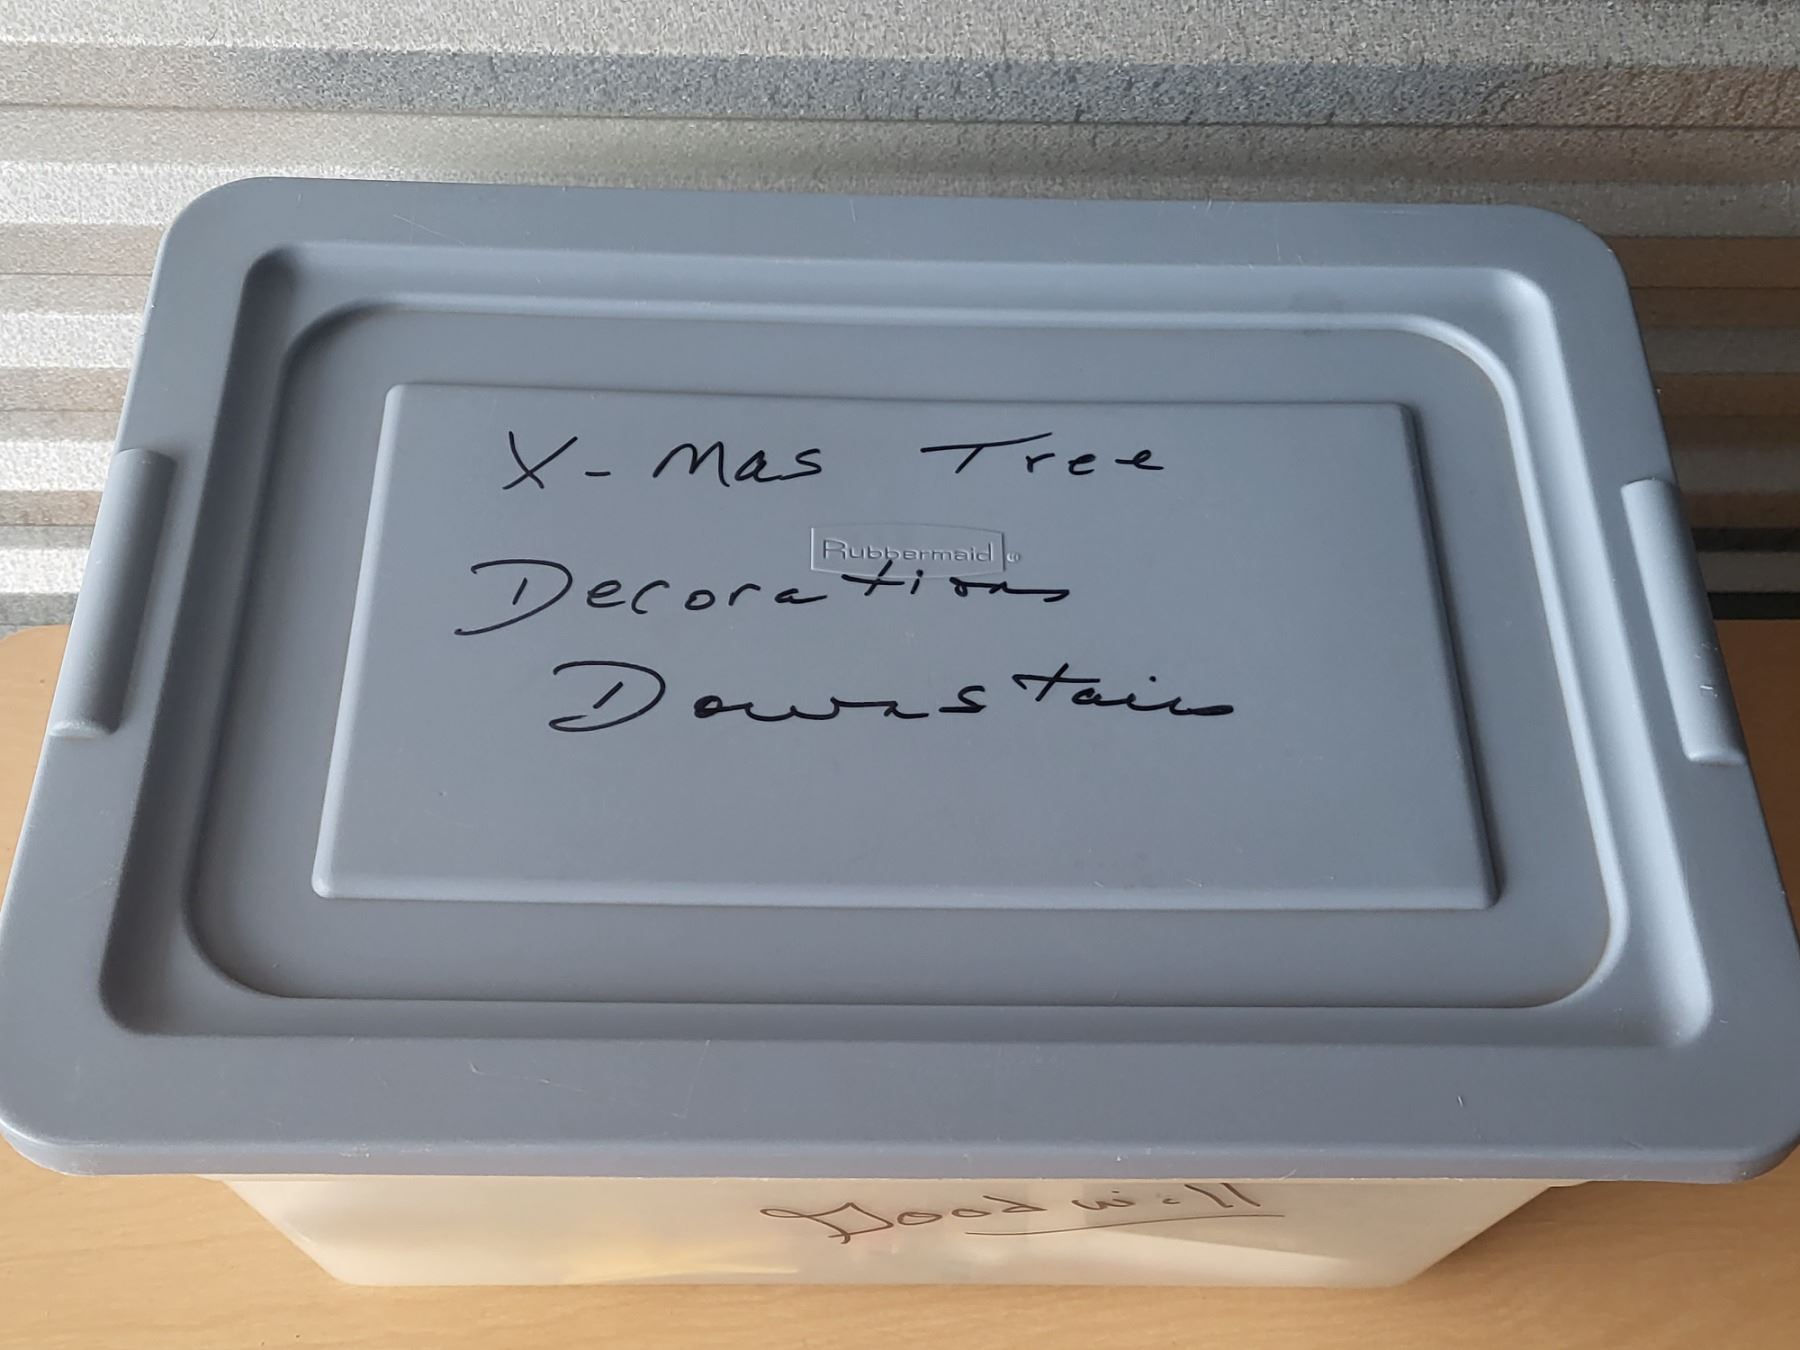 X-Mas Tree
Rubbermaid®
Decorations
Downstairs
Goodwill